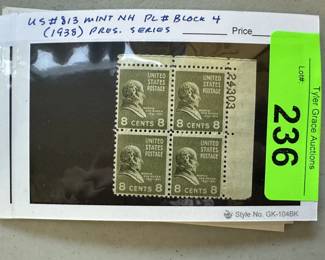 US #813 MINT NH PL# BLOCK 4
(1938) PRES. SERIES
Price
UNITED STATES POSTAGE
8 CENTS 8
UNITED STATES POSTAGE
8 CENTS 8
UNITED STATES POSTAGE
8 CENTS 8
UNITED STATES POSTAGE
8 CENTS 8
Lot#
236
Tyler Grace Auctions
Style No. GK-104BK